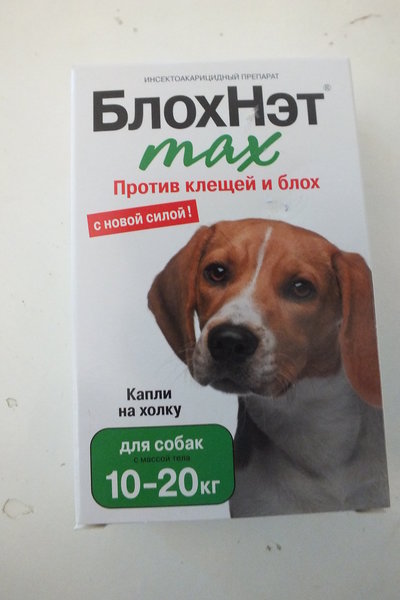 ИНСЕКТОАКАРИЦИДНЫЙ ПРЕПАРАТ
БлохНэт®
max
Против клещей и блох
с новой силой!
Капли
на холку
для собак
с массой тела
10-20кг